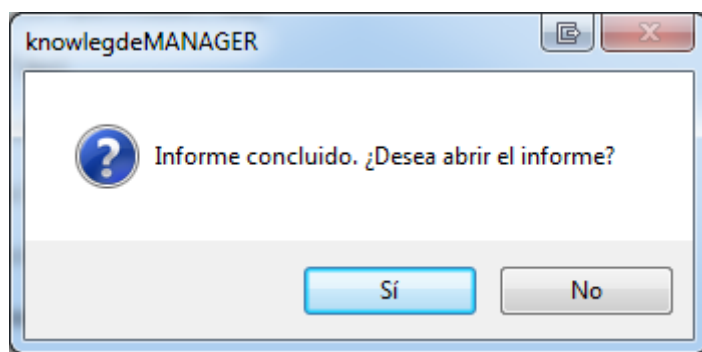 knowlegdeMANAGER
Informe concluido. ¿Desea abrir el informe?
Sí
No